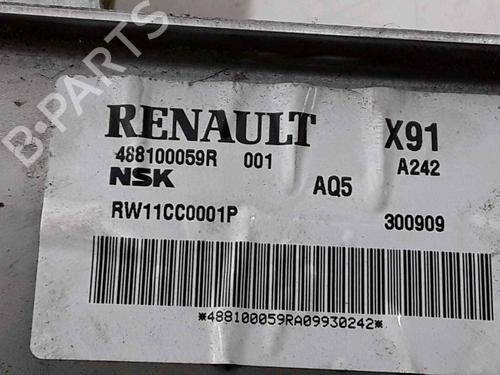 B-PARTS
RENAULT X91
488100059R 001 A242
NSK AQ5
RW11CC0001P 300909
*488100059RA09930242*